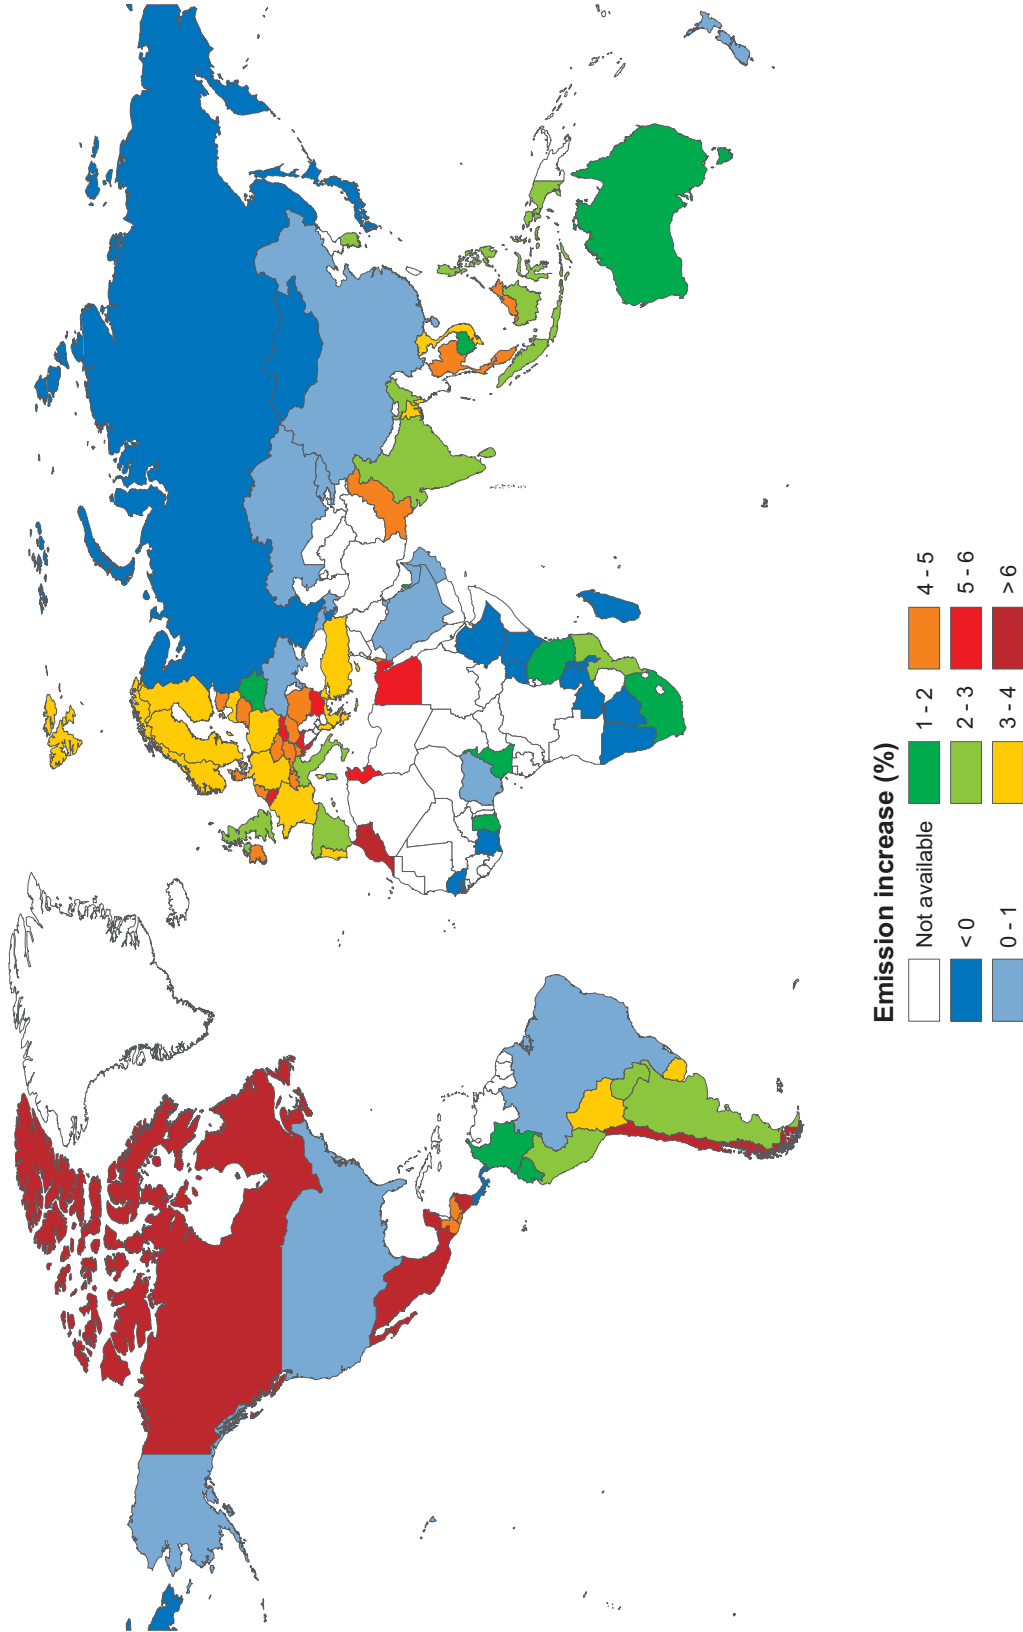 Emission increase (%)
Not available
< 0
0 - 1
1 - 2
2 - 3
3 - 4
4 - 5
5 - 6
> 6